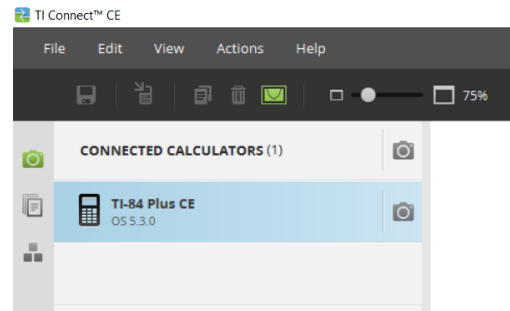 TI Connect™ CE
File Edit View Actions Help
75%
CONNECTED CALCULATORS (1)
TI-84 Plus CE
OS 5.3.0